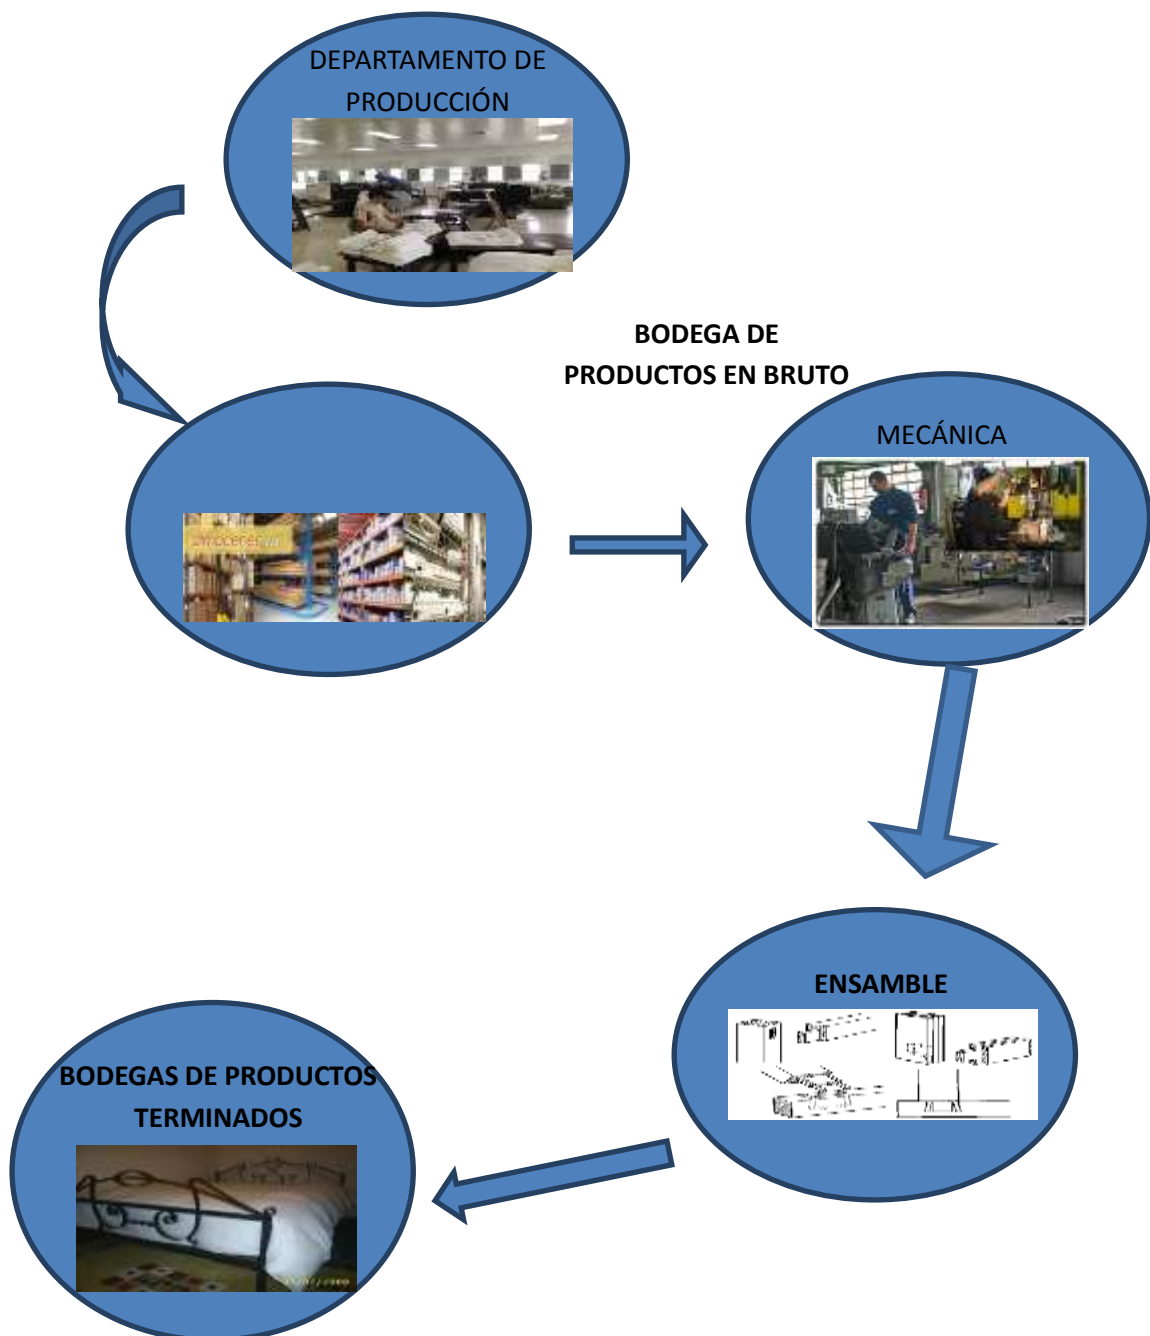 DEPARTAMENTO DE
PRODUCCIÓN
BODEGA DE
PRODUCTOS EN BRUTO
MECÁNICA
ENSAMBLE
BODEGAS DE PRODUCTOS
TERMINADOS